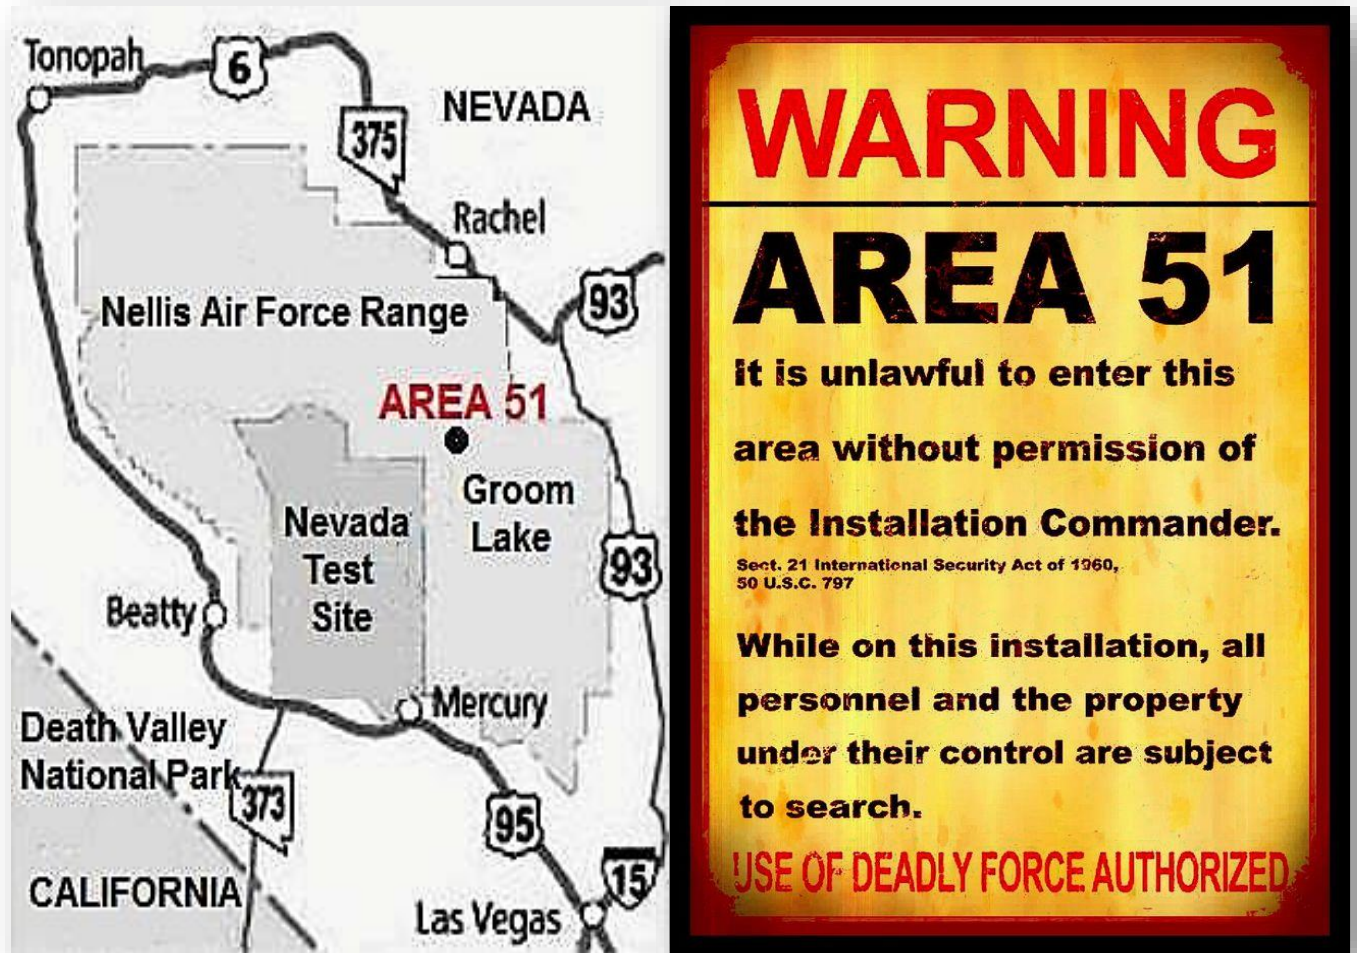 Tonopah
6
375
NEVADA
Rachel
93
Nellis Air Force Range
AREA 51
Groom
Lake
Nevada
Test
Site
93
Beatty
Mercury
Death Valley
National Park
373
95
15
CALIFORNIA
Las Vegas
WARNING
AREA 51
it is unlawful to enter this
area without permission of
the Installation Commander.
Sect. 21 International Security Act of 1960,
50 U.S.C. 797
While on this installation, all
personnel and the property
under their control are subject
to search.
USE OF DEADLY FORCE AUTHORIZED